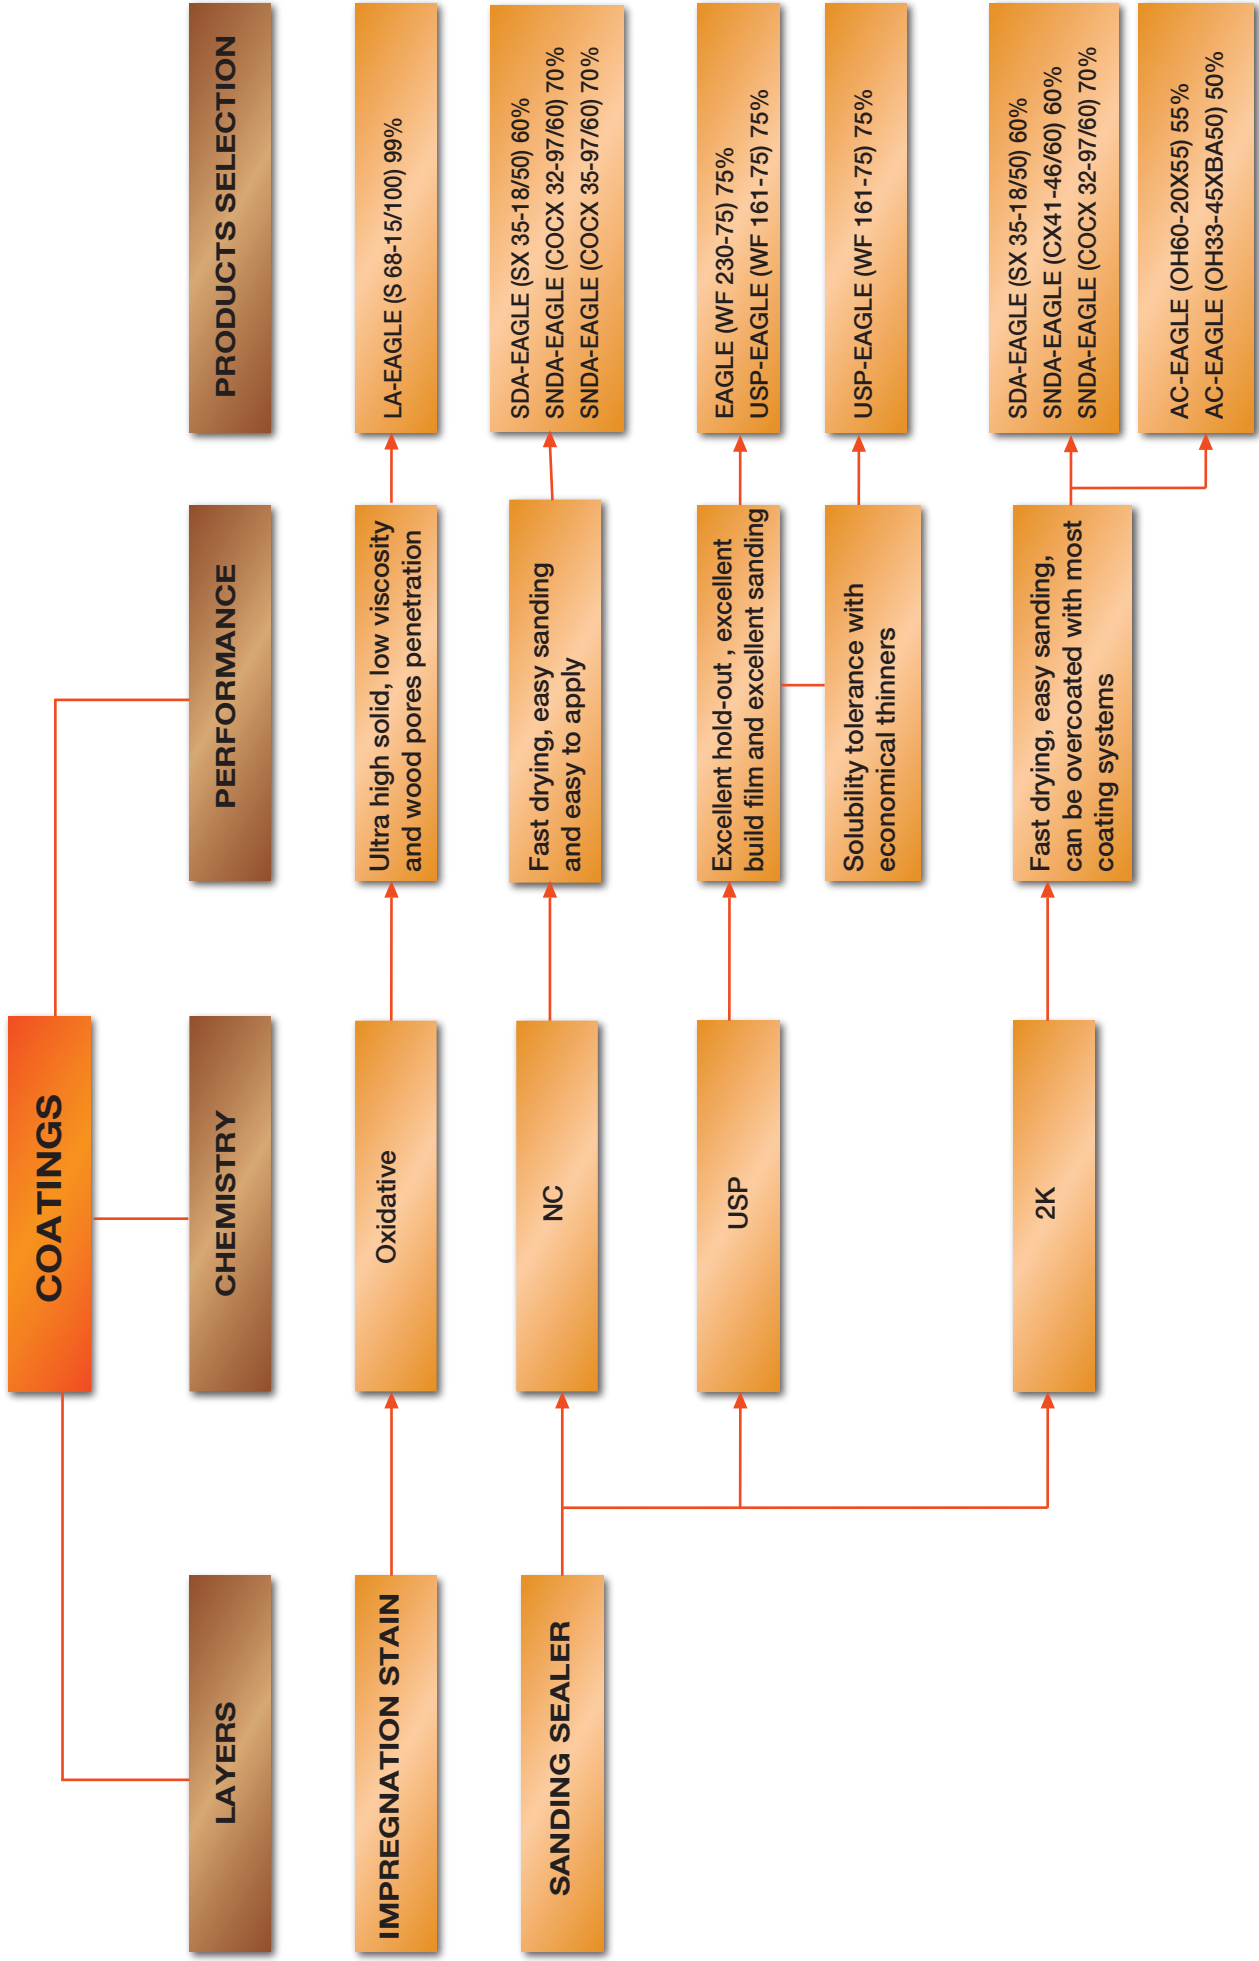 COATINGS
LAYERS
CHEMISTRY
PERFORMANCE
PRODUCTS SELECTION
IMPREGNATION STAIN
Oxidative
Ultra high solid, low viscosity
and wood pores penetration
LA-EAGLE (S 68-15/100) 99%
SANDING SEALER
NC
Fast drying, easy sanding
and easy to apply
SDA-EAGLE (SX 35-18/50) 60%
SNDA-EAGLE (COCX 32-97/60) 70%
SNDA-EAGLE (COCX 35-97/60) 70%
USP
Excellent hold-out , excellent
build film and excellent sanding
EAGLE (WF 230-75) 75%
USP-EAGLE (WF 161-75) 75%
Solubility tolerance with
economical thinners
USP-EAGLE (WF 161-75) 75%
2K
Fast drying, easy sanding,
can be overcoated with most
coating systems
SDA-EAGLE (SX 35-18/50) 60%
SNDA-EAGLE (CX41-46/60) 60%
SNDA-EAGLE (COCX 32-97/60) 70%
AC-EAGLE (OH60-20X55) 55%
AC-EAGLE (OH33-45XBA50) 50%